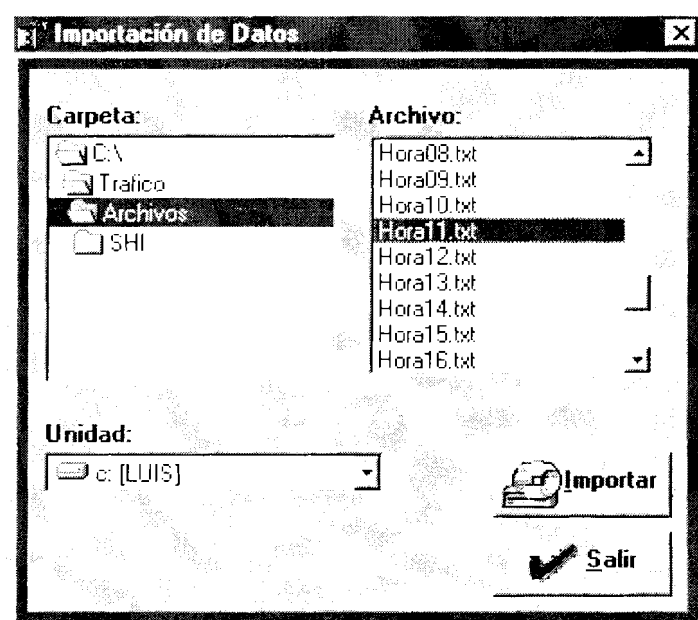 Importación de Datos
Carpeta:
C:\
Trafico
Archivos
SHI
Archivo:
Hora08.txt
Hora09.txt
Hora10.txt
Hora11.txt
Hora12.txt
Hora13.txt
Hora14.txt
Hora15.txt
Hora16.txt
Unidad:
c: [LUIS]
Importar
Salir